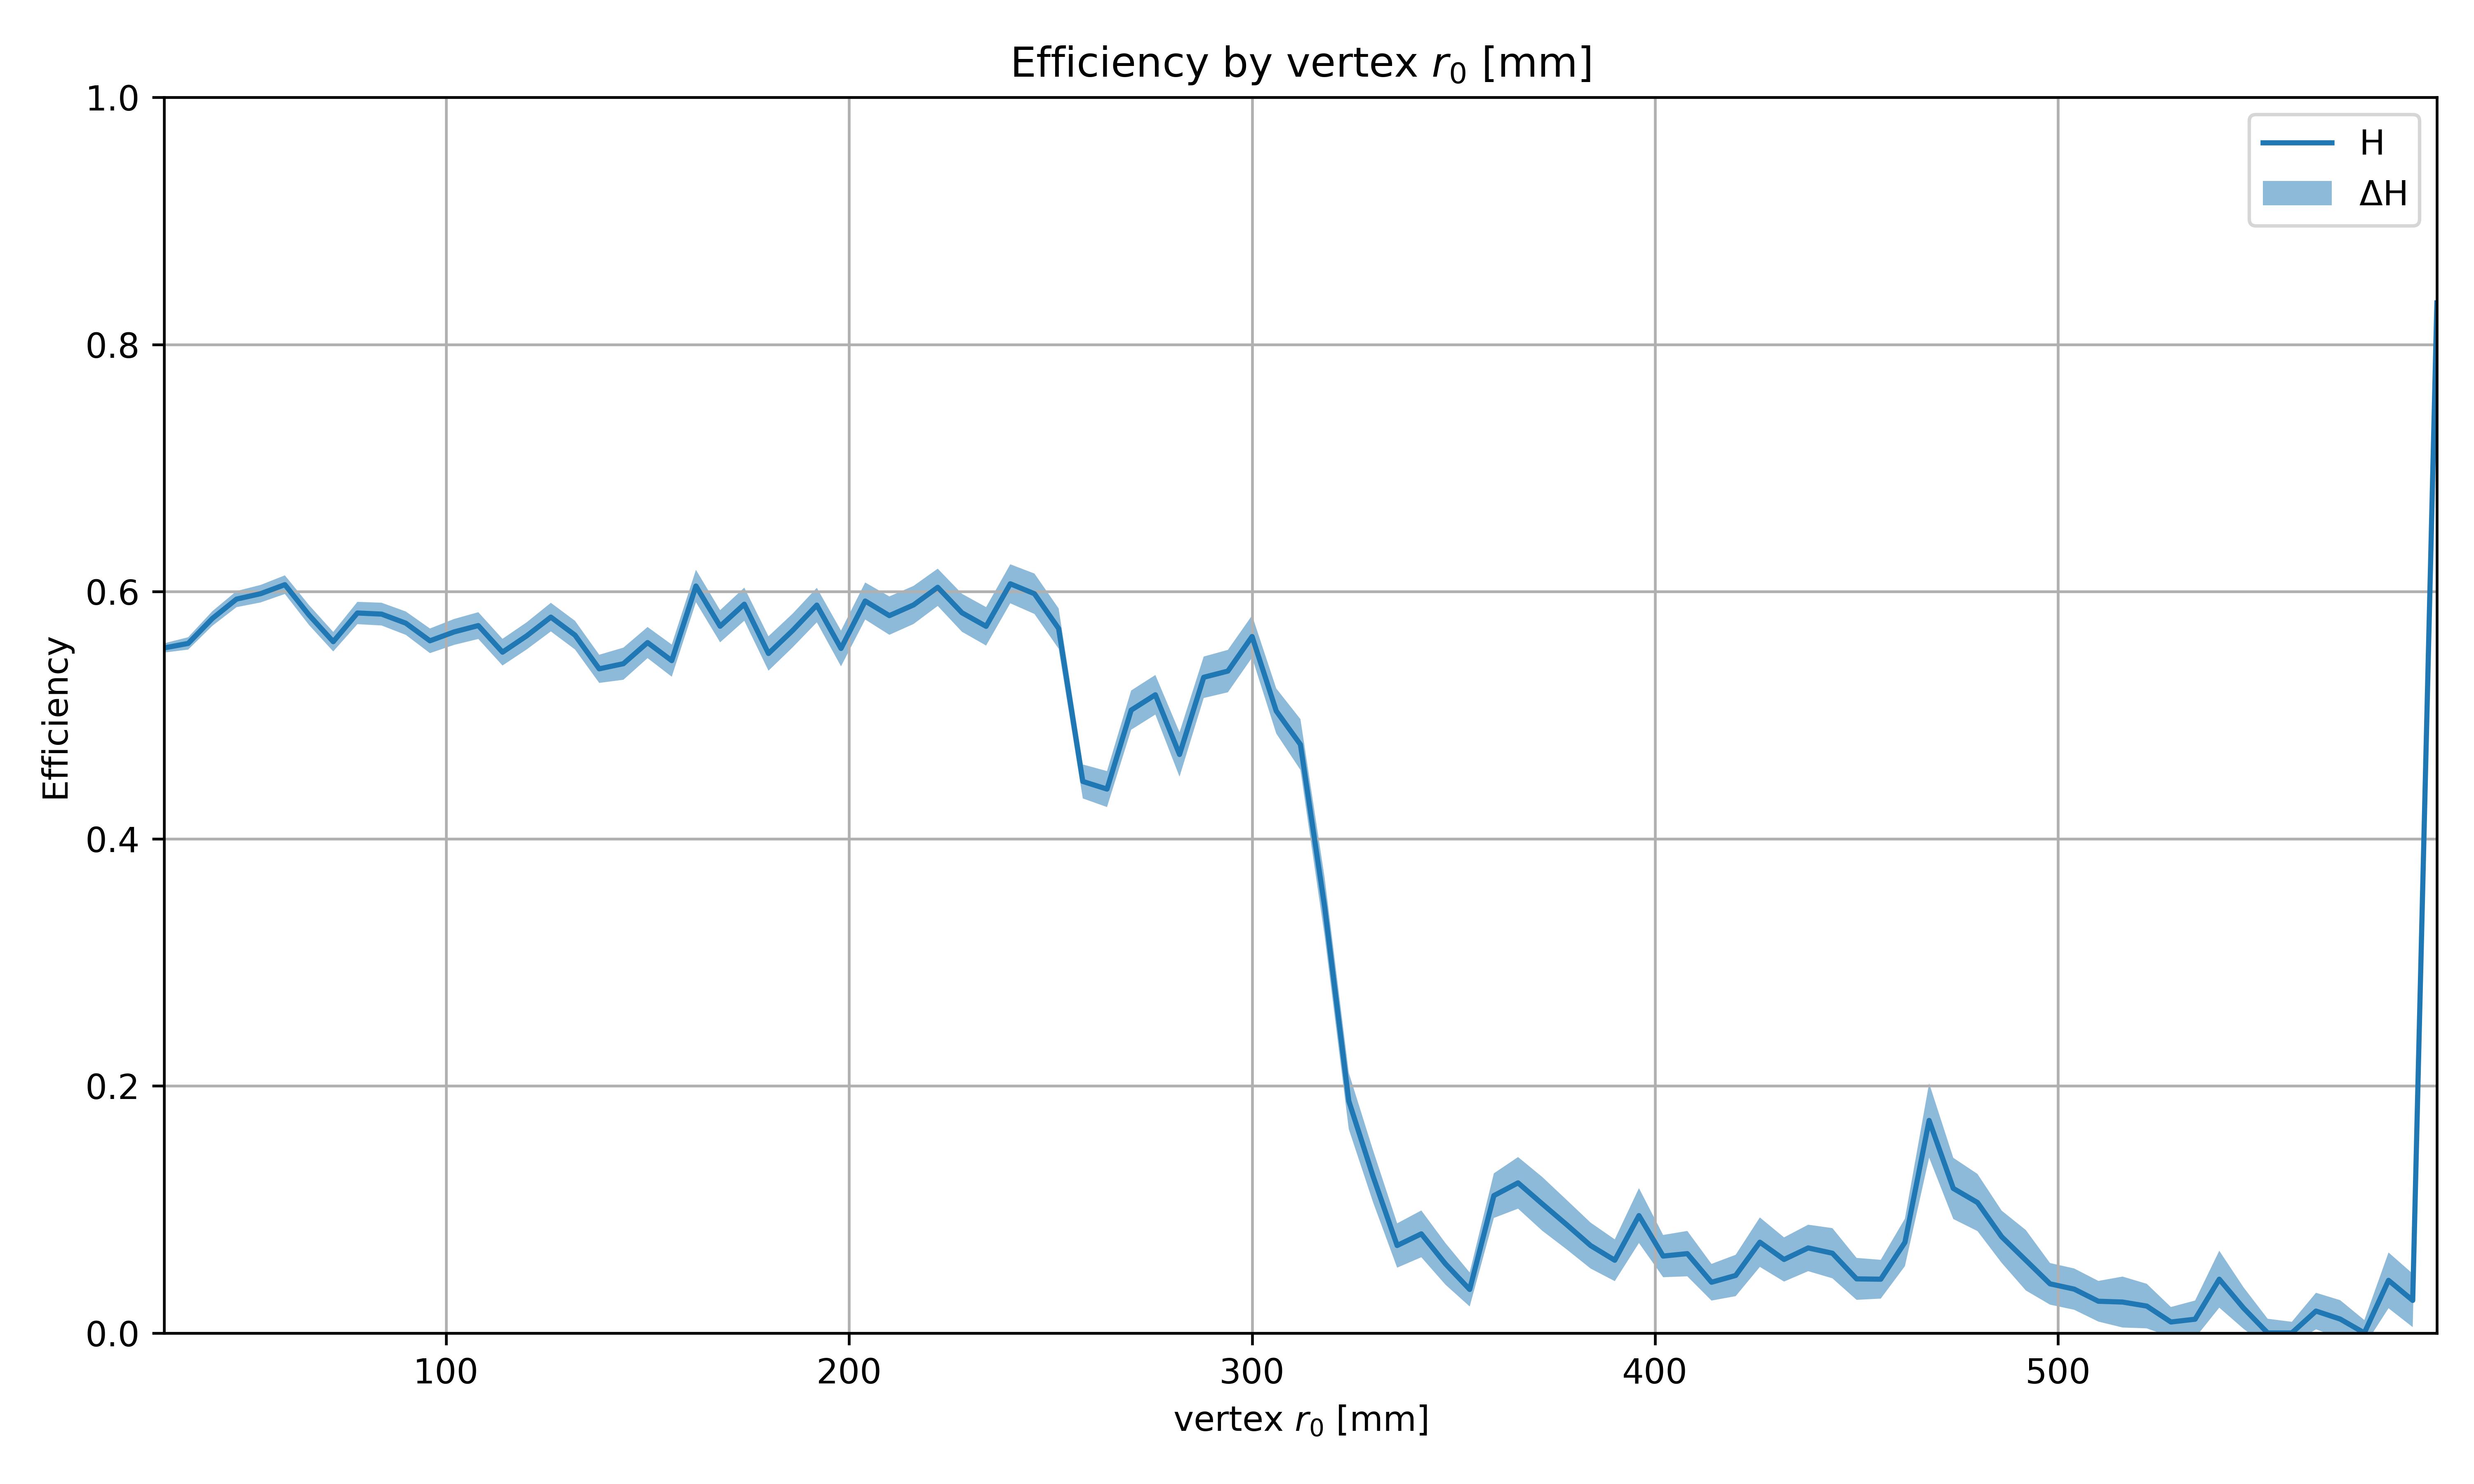 Efficiency by vertex r₀ [mm]
1.0
H
ΔH
0.8
0.6
Efficiency
0.4
0.2
0.0
100 200 300 400 500
vertex r₀ [mm]